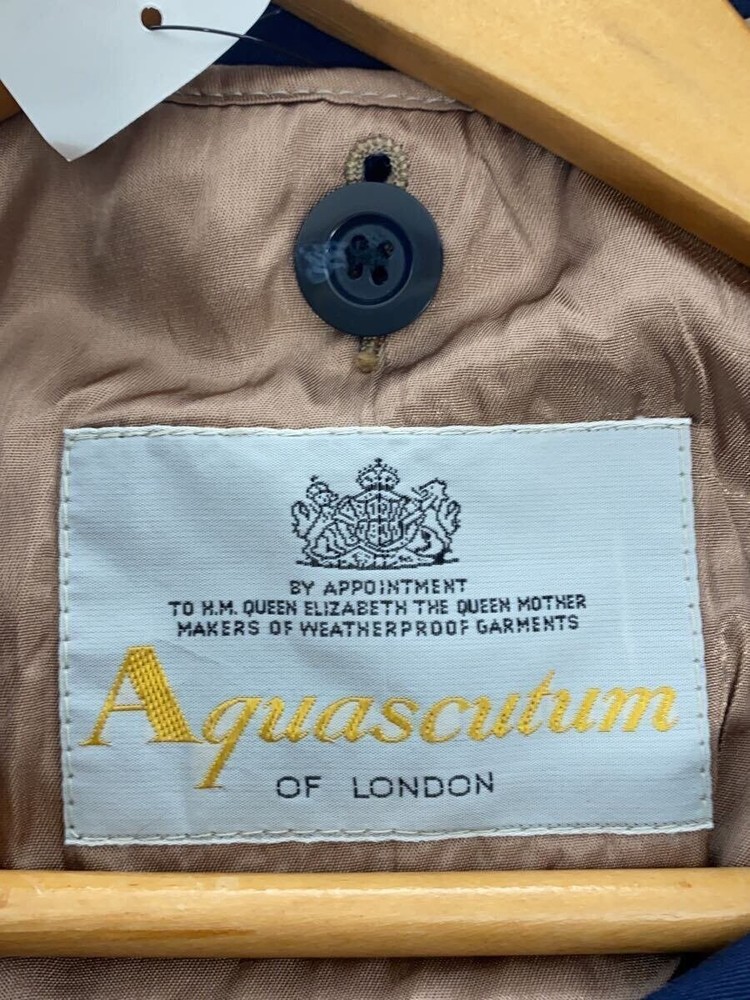 BY APPOINTMENT
TO H.M. QUEEN ELIZABETH THE QUEEN MOTHER
MAKERS OF WEATHERPROOF GARMENTS
Aquascutum
OF LONDON